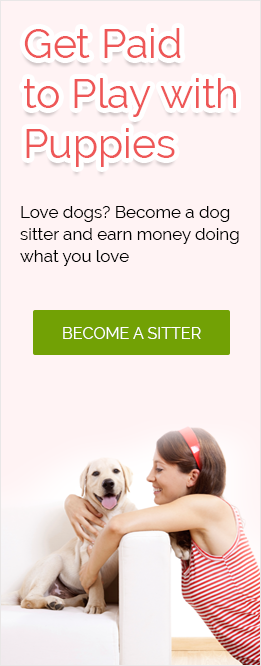 Get Paid
to Play with
Puppies
Love dogs? Become a dog
sitter and earn money doing
what you love
BECOME A SITTER